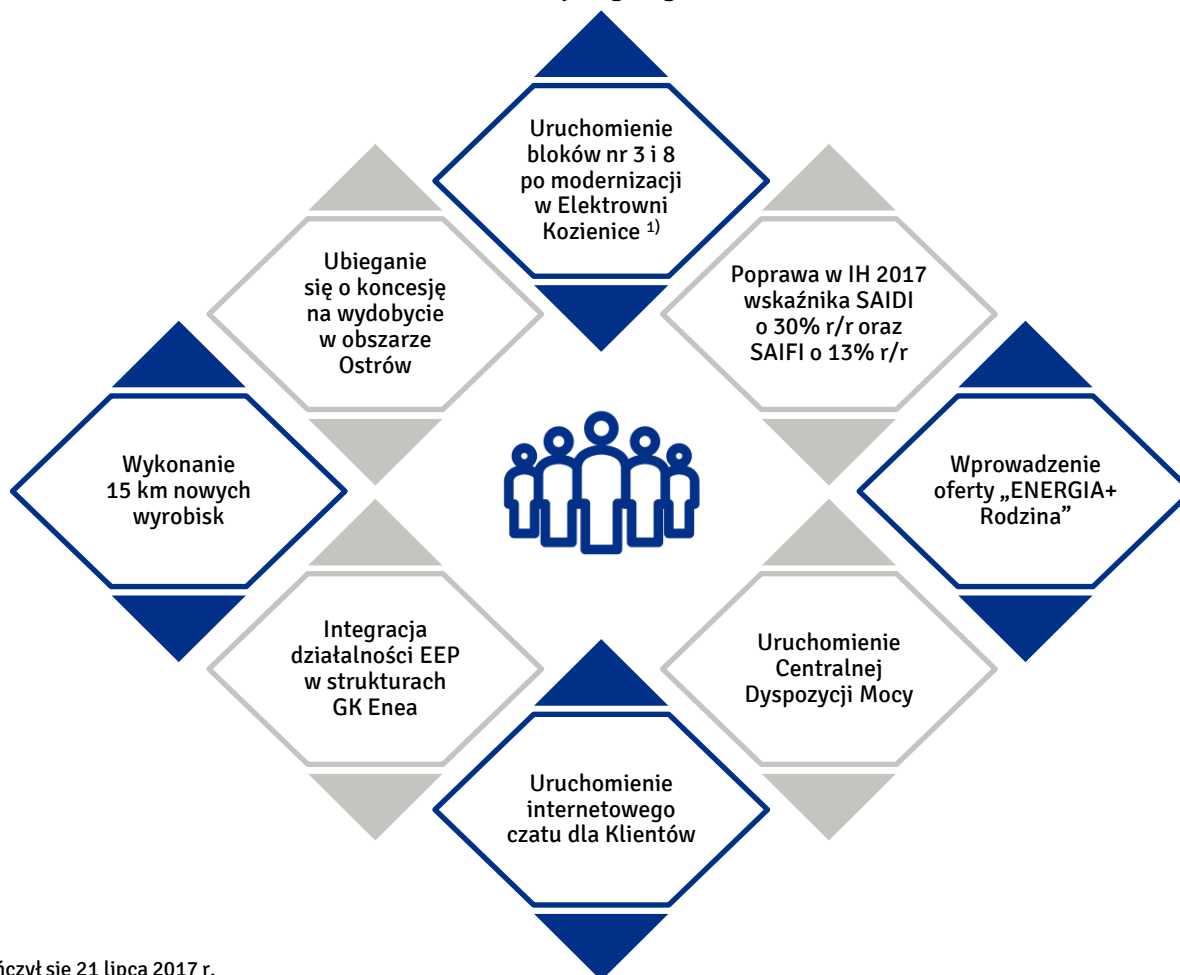 Uruchomienie
bloków nr 3 i 8
po modernizacji
w Elektrowni
Kozienice ¹⁾
Ubieganie
się o koncesję
na wydobycie
w obszarze
Ostrów
Poprawa w IH 2017
wskaźnika SAIDI
o 30% r/r oraz
SAIFI o 13% r/r
Wykonanie
15 km nowych
wyrobisk
Wprowadzenie
oferty „ENERGIA+
Rodzina”
Integracja
działalności EEP
w strukturach
GK Enea
Uruchomienie
Centralnej
Dyspozycji Mocy
Uruchomienie
internetowego
czatu dla Klientów
się 21 lipca 2017 r.